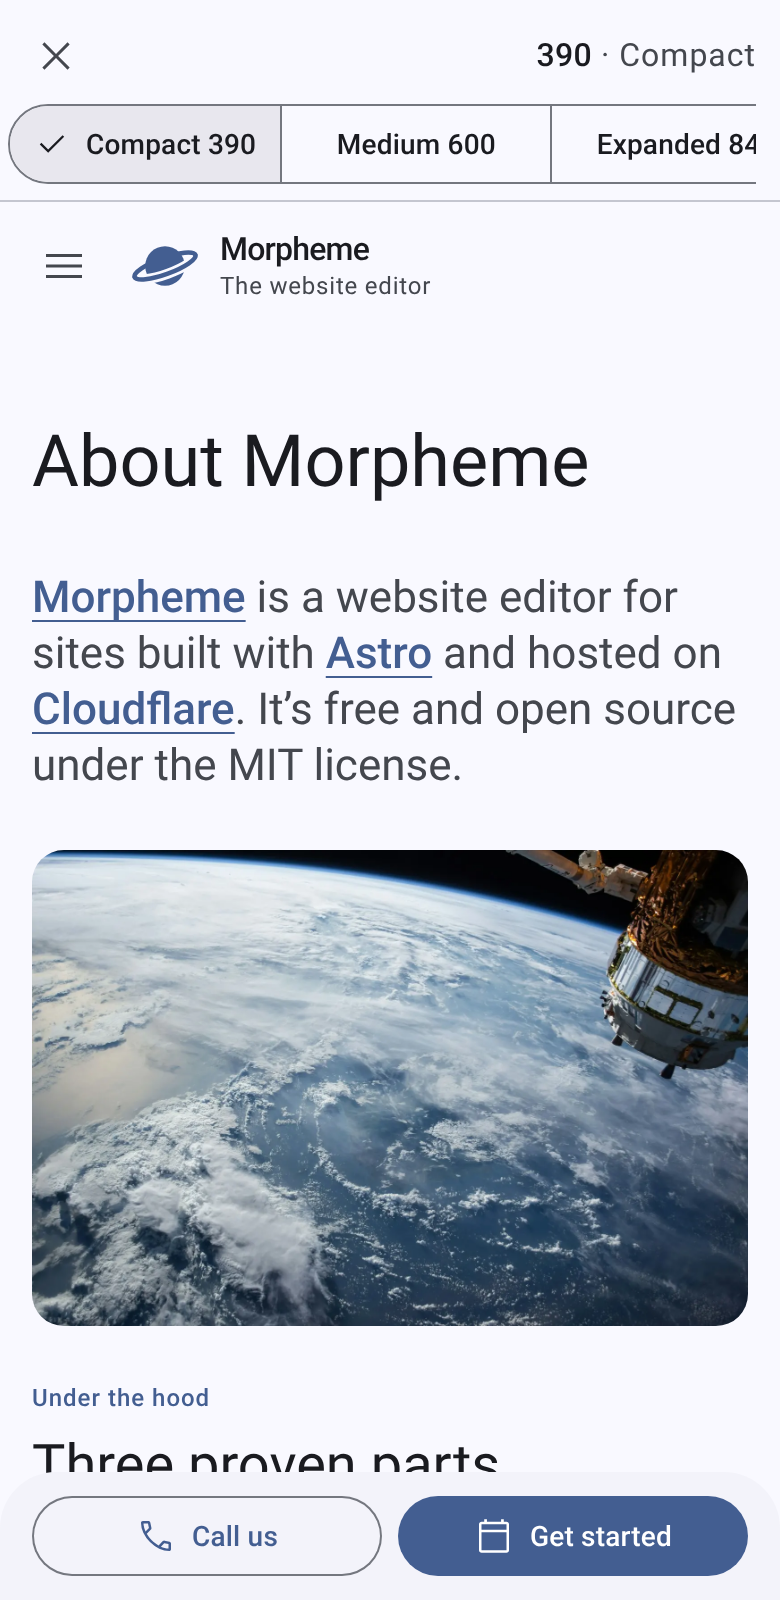 390 · Compact
Compact 390
Medium 600
Expanded 84
Morpheme
The website editor
About Morpheme
Morpheme is a website editor for
sites built with Astro and hosted on
Cloudflare. It’s free and open source
under the MIT license.
Under the hood
Three proven parts
Call us
Get started